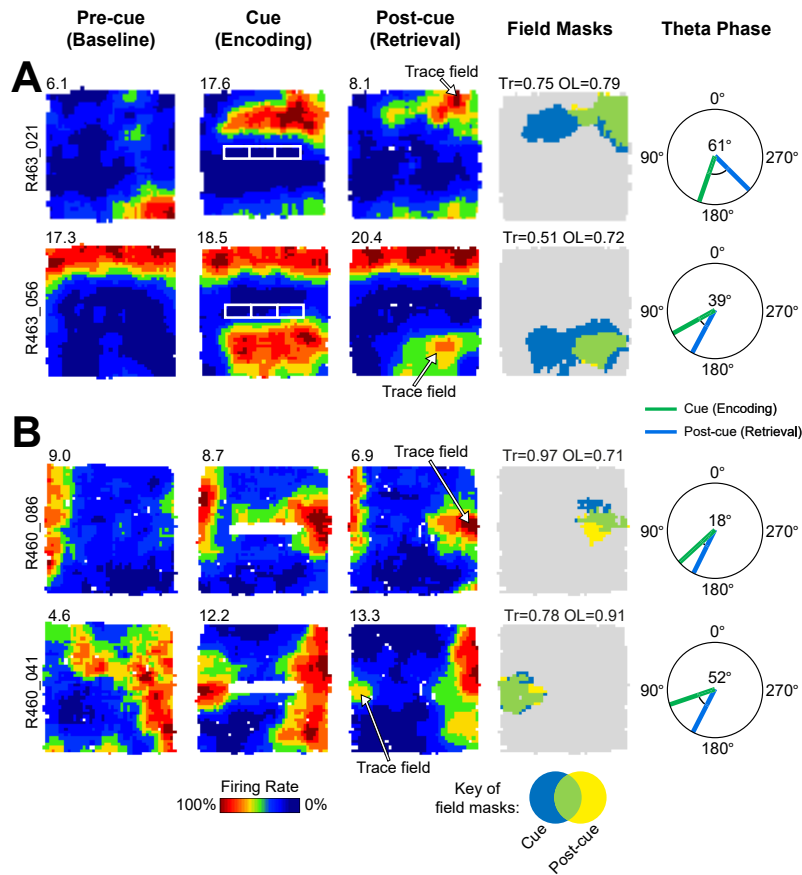 Pre-cue (Baseline)
Cue (Encoding)
Post-cue (Retrieval)
Field Masks
Theta Phase
A
R463_021
6.1
17.6
8.1
Trace field
Tr=0.75 OL=0.79
0°
90°
61°
270°
180°
R463_056
17.3
18.5
20.4
Trace field
Tr=0.51 OL=0.72
0°
90°
39°
270°
180°
Cue (Encoding)
Post-cue (Retrieval)
B
R460_086
9.0
8.7
6.9
Trace field
Tr=0.97 OL=0.71
0°
90°
18°
270°
180°
R460_041
4.6
12.2
13.3
Trace field
Tr=0.78 OL=0.91
0°
90°
52°
270°
180°
Firing Rate
100%
0%
Key of
field masks:
Cue
Post-cue